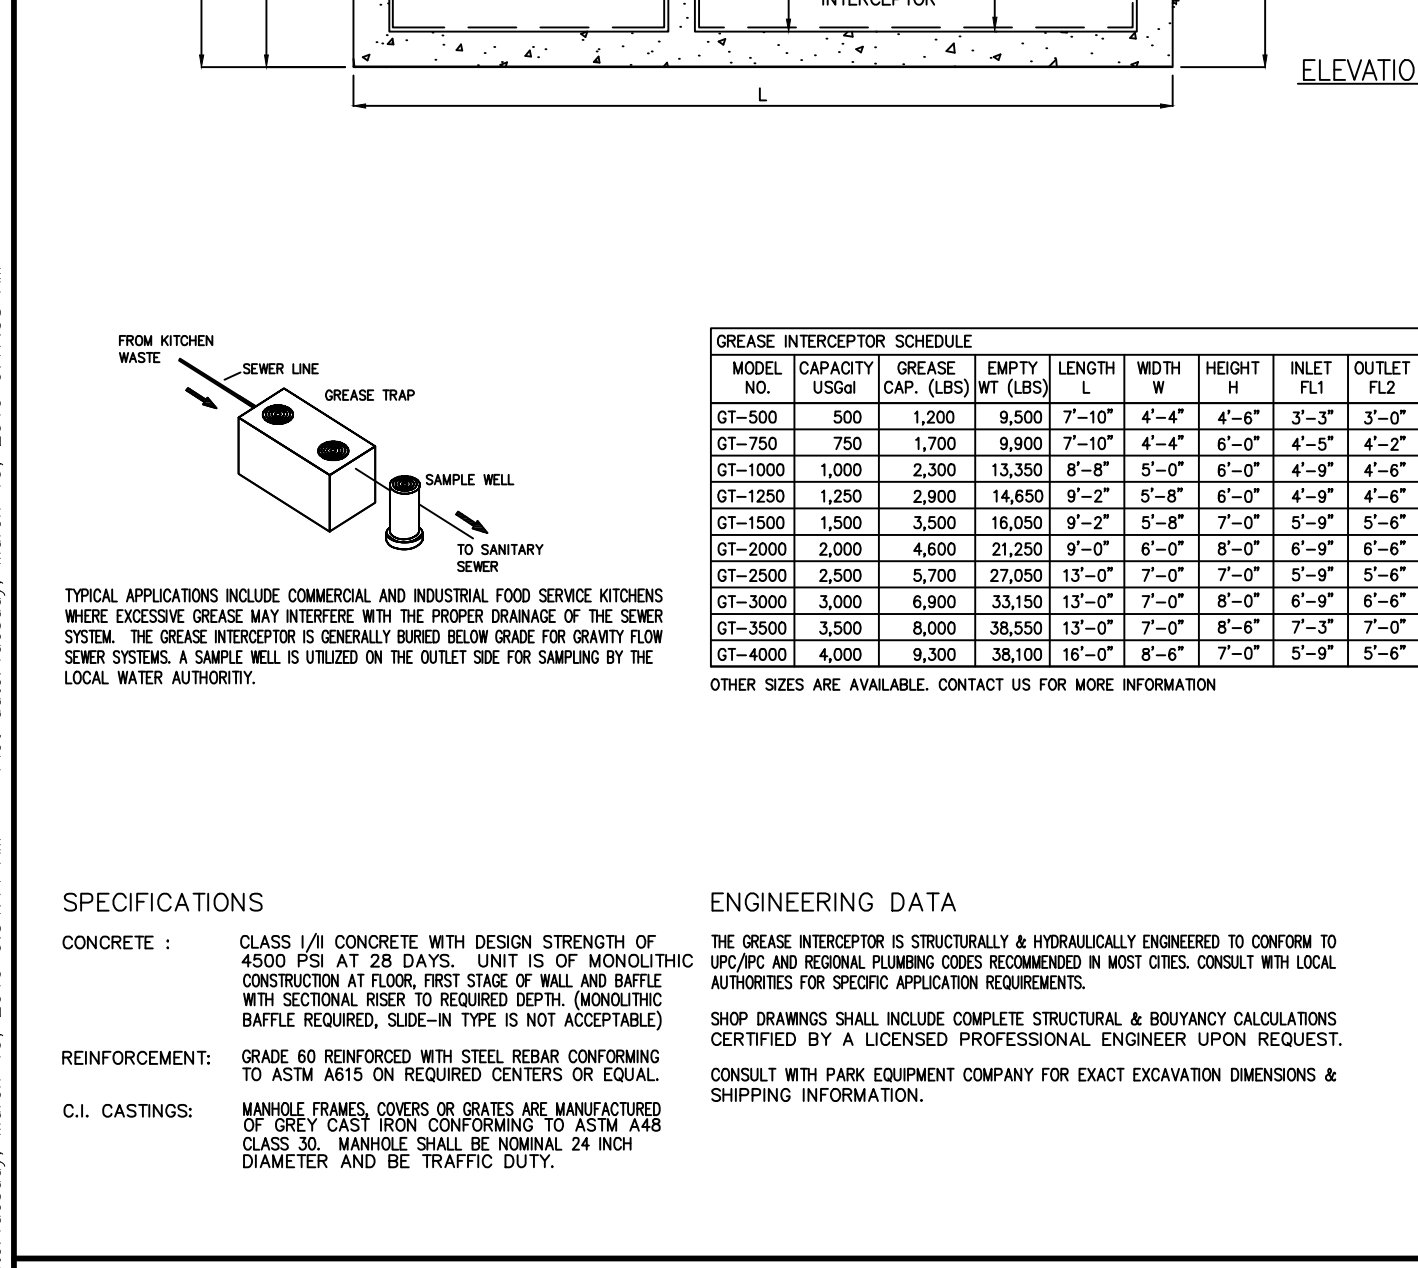 INTERCEPTOR
L
ELEVATIO
FROM KITCHEN
WASTE
SEWER LINE
GREASE TRAP
SAMPLE WELL
TO SANITARY
SEWER
TYPICAL APPLICATIONS INCLUDE COMMERCIAL AND INDUSTRIAL FOOD SERVICE KITCHENS
WHERE EXCESSIVE GREASE MAY INTERFERE WITH THE PROPER DRAINAGE OF THE SEWER
SYSTEM. THE GREASE INTERCEPTOR IS GENERALLY BURIED BELOW GRADE FOR GRAVITY FLOW
SEWER SYSTEMS. A SAMPLE WELL IS UTILIZED ON THE OUTLET SIDE FOR SAMPLING BY THE
LOCAL WATER AUTHORITIY.
GREASE INTERCEPTOR SCHEDULE
MODEL NO. CAPACITY USGal GREASE CAP. (LBS) EMPTY WT (LBS) LENGTH L WIDTH W HEIGHT H INLET FL1 OUTLET FL2
GT-500 500 1,200 9,500 7'-10" 4'-4" 4'-6" 3'-3" 3'-0"
GT-750 750 1,700 9,900 7'-10" 4'-4" 6'-0" 4'-5" 4'-2"
GT-1000 1,000 2,300 13,350 8'-8" 5'-0" 6'-0" 4'-9" 4'-6"
GT-1250 1,250 2,900 14,650 9'-2" 5'-8" 6'-0" 4'-9" 4'-6"
GT-1500 1,500 3,500 16,050 9'-2" 5'-8" 7'-0" 5'-9" 5'-6"
GT-2000 2,000 4,600 21,250 9'-0" 6'-0" 8'-0" 6'-9" 6'-6"
GT-2500 2,500 5,700 27,050 13'-0" 7'-0" 7'-0" 5'-9" 5'-6"
GT-3000 3,000 6,900 33,150 13'-0" 7'-0" 8'-0" 6'-9" 6'-6"
GT-3500 3,500 8,000 38,550 13'-0" 7'-0" 8'-6" 7'-3" 7'-0"
GT-4000 4,000 9,300 38,100 16'-0" 8'-6" 7'-0" 5'-9" 5'-6"
OTHER SIZES ARE AVAILABLE. CONTACT US FOR MORE INFORMATION
SPECIFICATIONS
CONCRETE : CLASS I/II CONCRETE WITH DESIGN STRENGTH OF
4500 PSI AT 28 DAYS. UNIT IS OF MONOLITHIC
CONSTRUCTION AT FLOOR, FIRST STAGE OF WALL AND BAFFLE
WITH SECTIONAL RISER TO REQUIRED DEPTH. (MONOLITHIC
BAFFLE REQUIRED, SLIDE-IN TYPE IS NOT ACCEPTABLE)
REINFORCEMENT: GRADE 60 REINFORCED WITH STEEL REBAR CONFORMING
TO ASTM A615 ON REQUIRED CENTERS OR EQUAL.
C.I. CASTINGS: MANHOLE FRAMES, COVERS OR GRATES ARE MANUFACTURED
OF GREY CAST IRON CONFORMING TO ASTM A48
CLASS 30. MANHOLE SHALL BE NOMINAL 24 INCH
DIAMETER AND BE TRAFFIC DUTY.
ENGINEERING DATA
THE GREASE INTERCEPTOR IS STRUCTURALLY & HYDRAULICALLY ENGINEERED TO CONFORM TO
UPC/IPC AND REGIONAL PLUMBING CODES RECOMMENDED IN MOST CITIES. CONSULT WITH LOCAL
AUTHORITIES FOR SPECIFIC APPLICATION REQUIREMENTS.
SHOP DRAWINGS SHALL INCLUDE COMPLETE STRUCTURAL & BOUYANCY CALCULATIONS
CERTIFIED BY A LICENSED PROFESSIONAL ENGINEER UPON REQUEST.
CONSULT WITH PARK EQUIPMENT COMPANY FOR EXACT EXCAVATION DIMENSIONS &
SHIPPING INFORMATION.